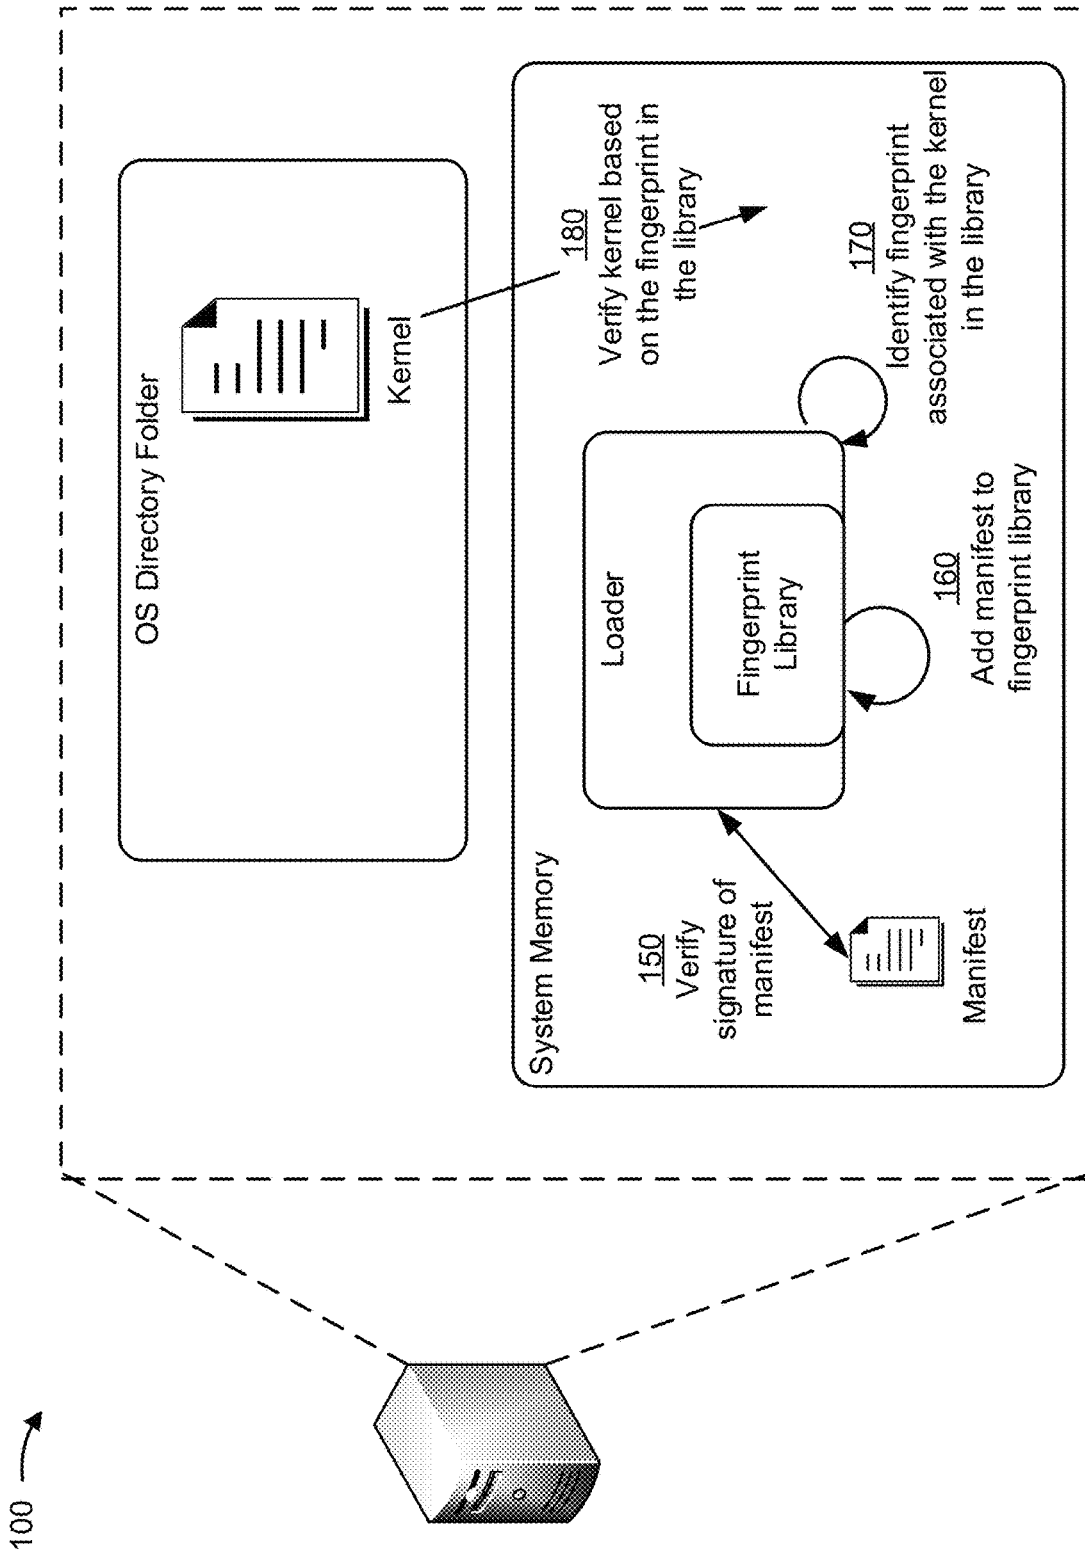 100
OS Directory Folder
Kernel
System Memory
150
Verify
signature of
manifest
Manifest
Loader
Fingerprint
Library
160
Add manifest to
fingerprint library
170
Identify fingerprint
associated with the kernel
in the library
180
Verify kernel based
on the fingerprint in
the library